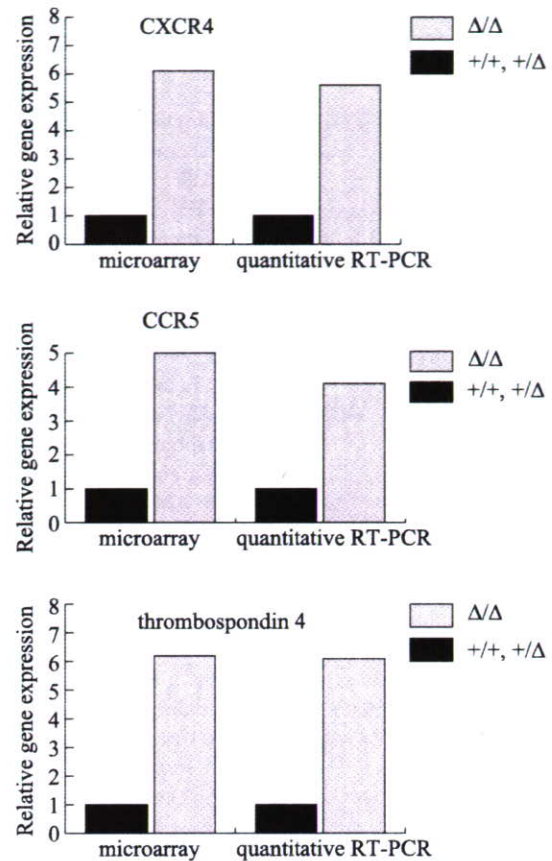 CXCR4
Relative gene expression
8
7
6
5
4
3
2
1
0
microarray
quantitative RT-PCR
Δ/Δ
+/+, +/Δ
CCR5
Relative gene expression
5
4
3
2
1
0
microarray
quantitative RT-PCR
Δ/Δ
+/+, +/Δ
thrombospondin 4
Relative gene expression
8
7
6
5
4
3
2
1
0
microarray
quantitative RT-PCR
Δ/Δ
+/+, +/Δ